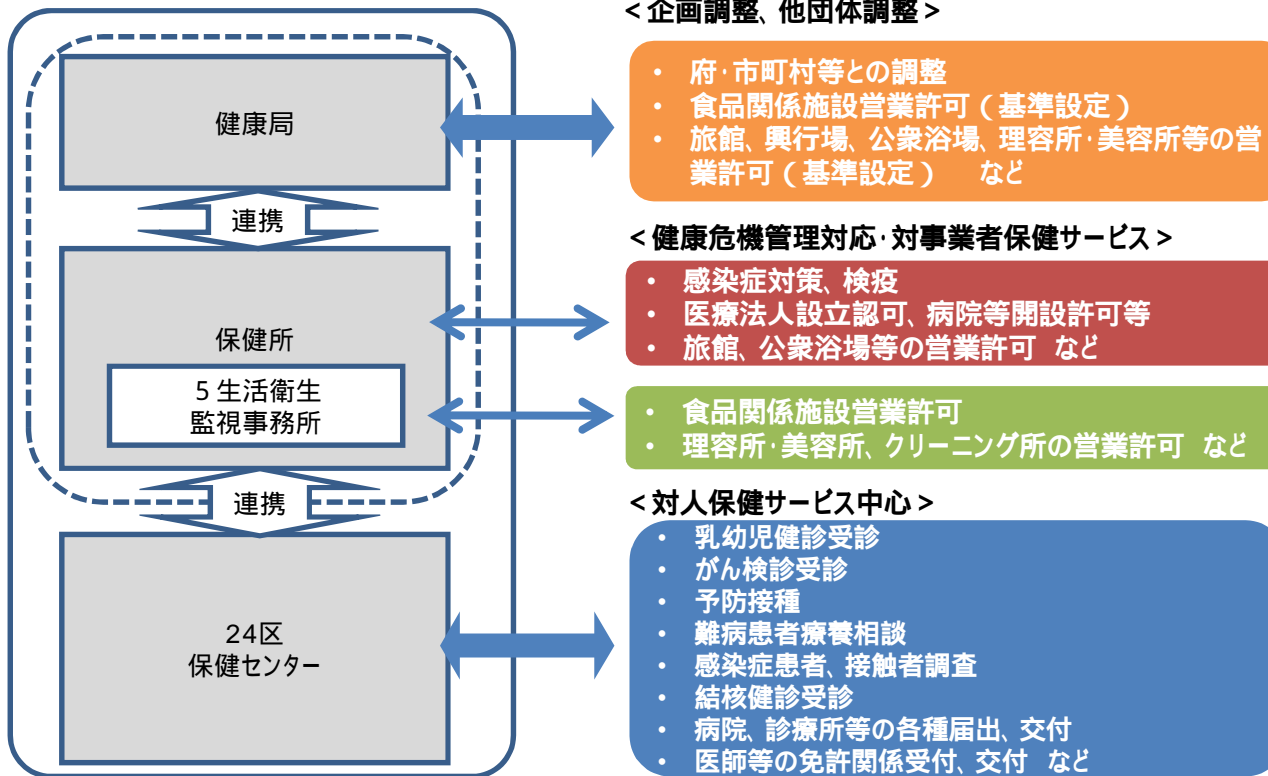 健康局
連携
保健所
5 生活衛生
監視事務所
連携
24区
保健センター
<企画調整、他団体調整>
・ 府・市町村等との調整
・ 食品関係施設営業許可(基準設定)
・ 旅館、興行場、公衆浴場、理容所・美容所等の営
業許可(基準設定) など
<健康危機管理対応・対事業者保健サービス>
・ 感染症対策、検疫
・ 医療法人設立認可、病院等開設許可等
・ 旅館、公衆浴場等の営業許可 など
・ 食品関係施設営業許可
・ 理容所・美容所、クリーニング所の営業許可 など
<対人保健サービス中心>
・ 乳幼児健診受診
・ がん検診受診
・ 予防接種
・ 難病患者療養相談
・ 感染症患者、接触者調査
・ 結核健診受診
・ 病院、診療所等の各種届出、交付
・ 医師等の免許関係受付、交付 など